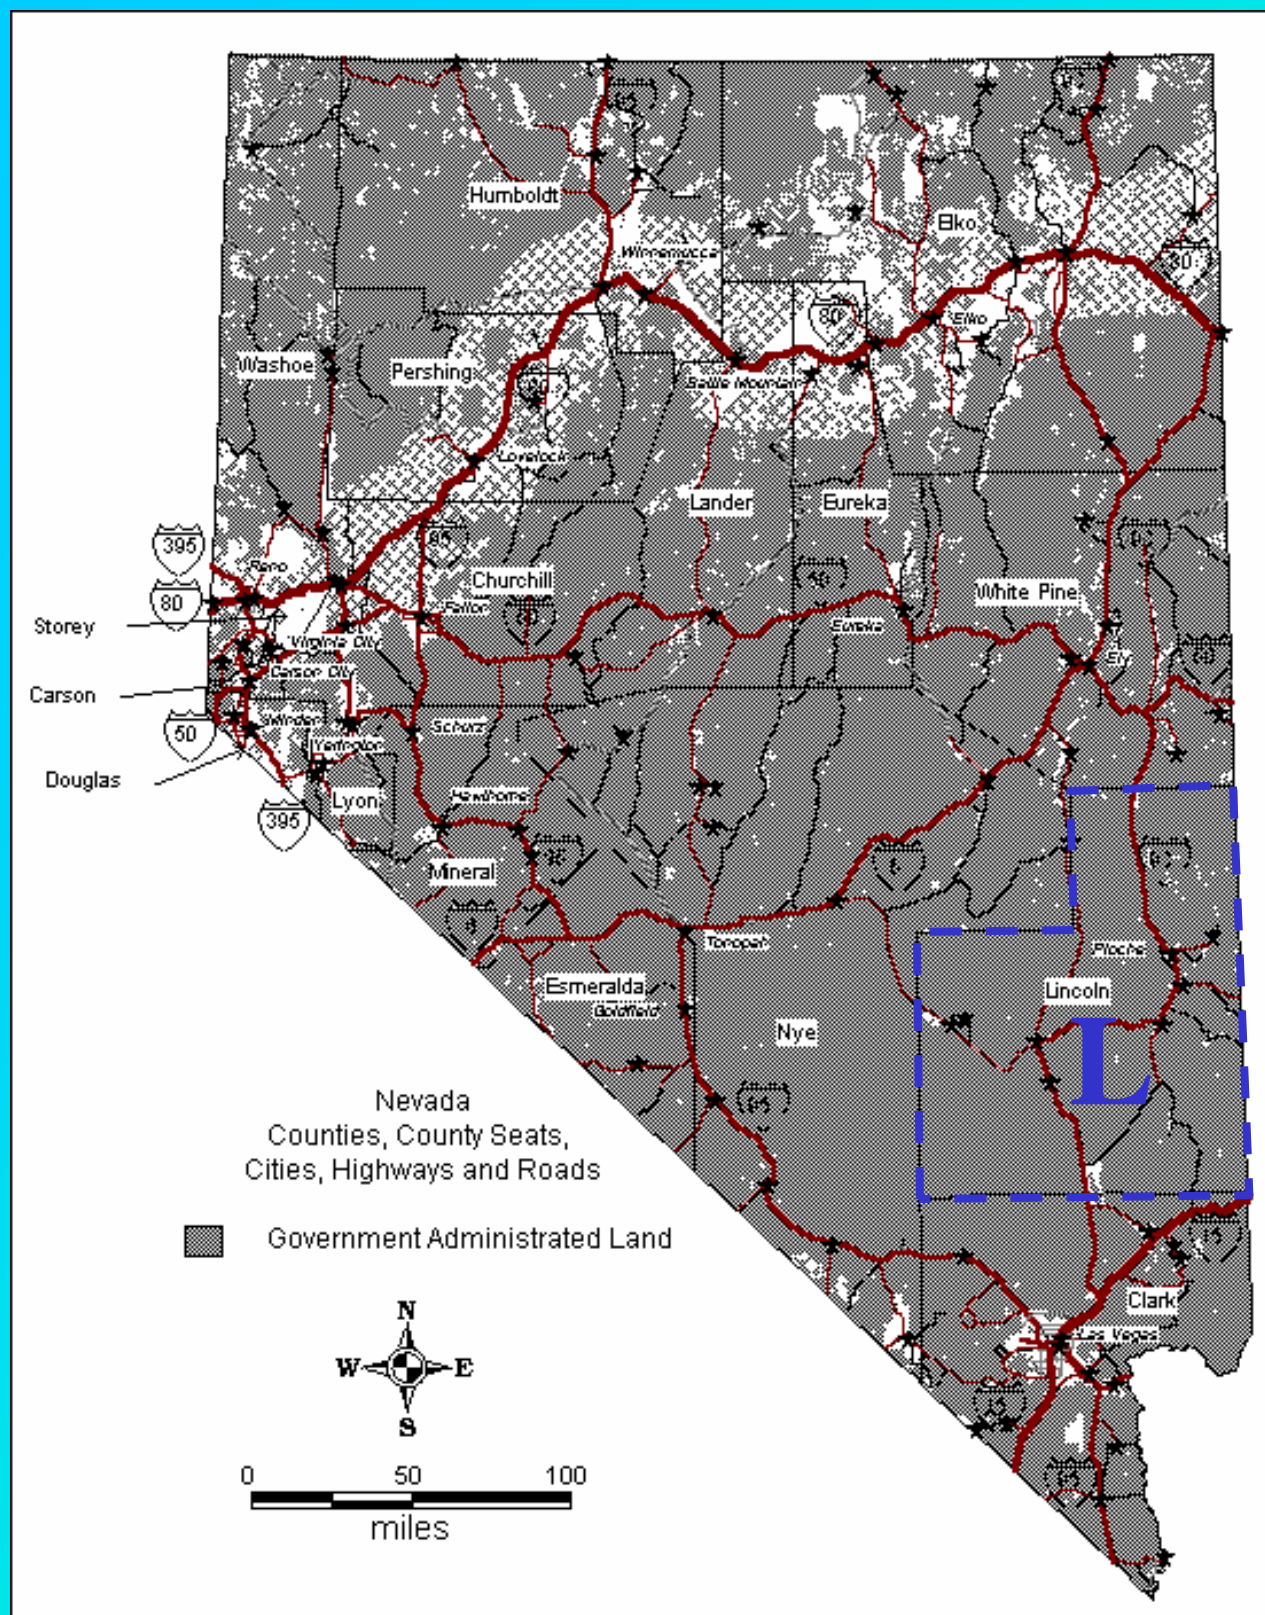 Humboldt
Elko
Winnemucca
80
80
Elko
Washoe
Pershing
Battle Mountain
Lovelock
Lander
Eureka
395
95
Reno
Churchill
White Pine
80
Fallon
Storey
Eureka
Virginia City
Ely
Carson City
Carson
50
Minden
Schurz
Yerington
Douglas
Lyon
Hawthorne
395
Mineral
6
Tonopah
Pioche
Esmeralda
Lincoln
Goldfield
Nye
L
95
Nevada
Counties, County Seats,
Cities, Highways and Roads
Government Administrated Land
15
Clark
Las Vegas
N
W E
S
0 50 100
miles